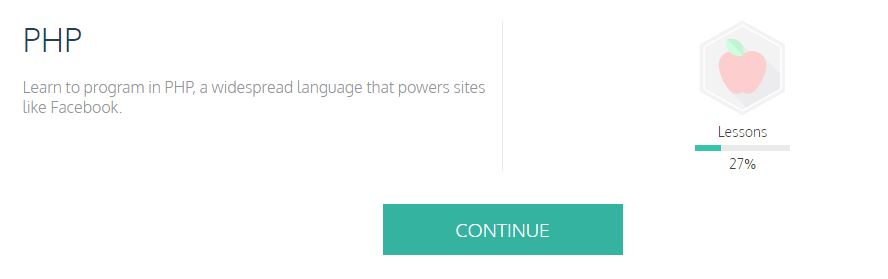 PHP
Learn to program in PHP, a widespread language that powers sites
like Facebook.
Lessons
27%
CONTINUE